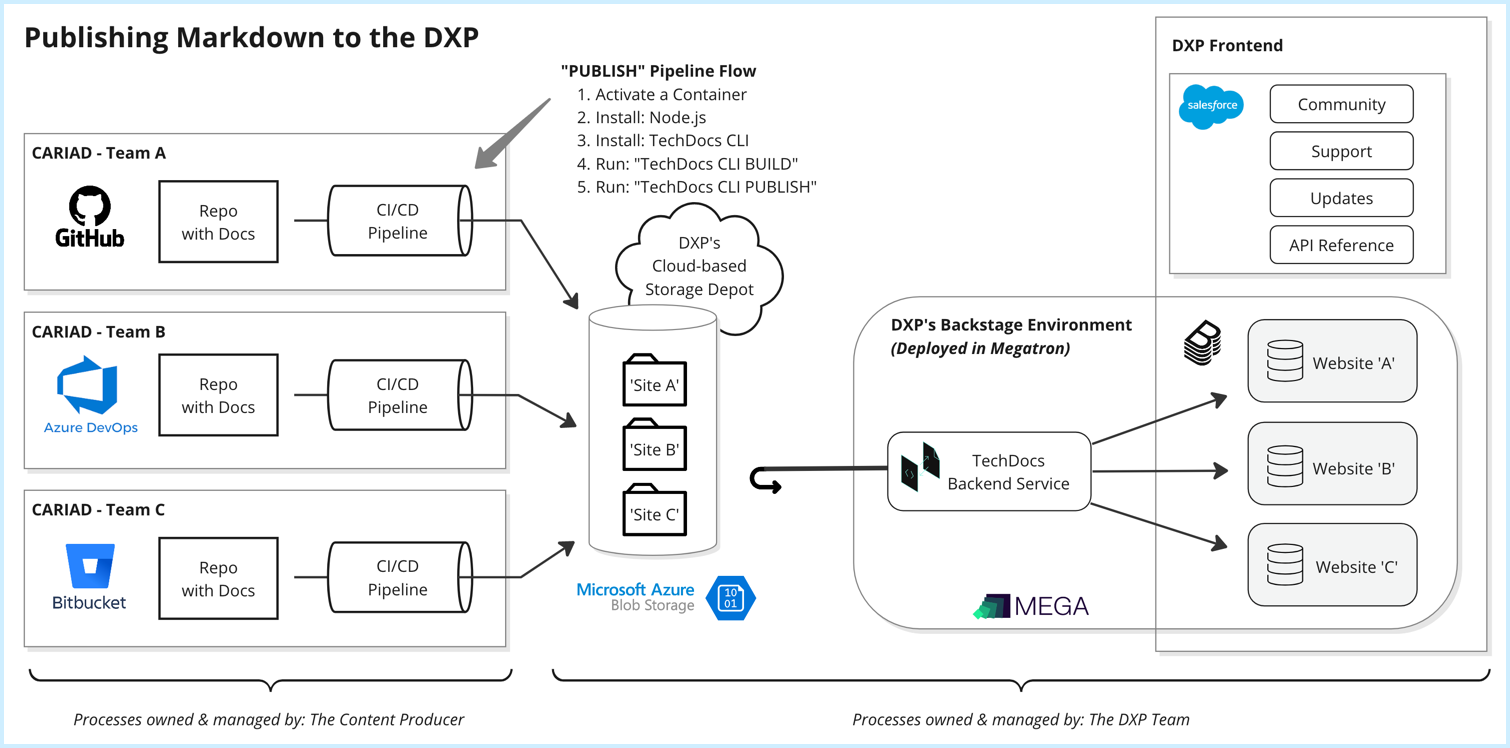 Publishing Markdown to the DXP
"PUBLISH" Pipeline Flow
1. Activate a Container
2. Install: Node.js
3. Install: TechDocs CLI
4. Run: "TechDocs CLI BUILD"
5. Run: "TechDocs CLI PUBLISH"
CARIAD - Team A
GitHub
Repo
with Docs
CI/CD
Pipeline
CARIAD - Team B
Azure DevOps
Repo
with Docs
CI/CD
Pipeline
CARIAD - Team C
Bitbucket
Repo
with Docs
CI/CD
Pipeline
DXP's
Cloud-based
Storage Depot
'Site A'
'Site B'
'Site C'
Microsoft Azure
Blob Storage
10
01
DXP Frontend
salesforce
Community
Support
Updates
API Reference
DXP's Backstage Environment
(Deployed in Megatron)
TechDocs
Backend Service
Website 'A'
Website 'B'
Website 'C'
MEGA
Processes owned & managed by: The Content Producer
Processes owned & managed by: The DXP Team